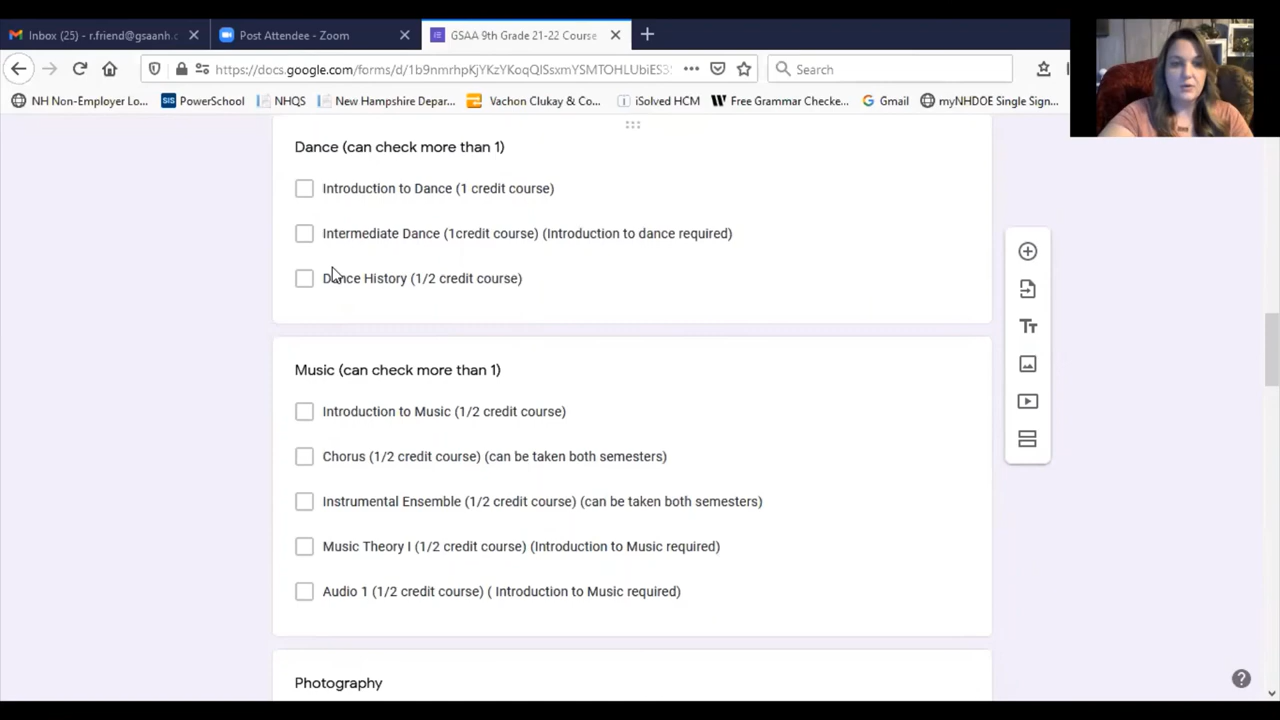 Inbox (25) - r.friend@gsaanh.c
Post Attendee - Zoom
GSAA 9th Grade 21-22 Course
Search
NH Non-Employer Lo...
SIS PowerSchool
NHQS
New Hampshire Depar...
Vachon Clukay & Co...
iSolved HCM
Free Grammar Checke...
Gmail
myNHDOE Single Sign...
Dance (can check more than 1)
Introduction to Dance (1 credit course)
Intermediate Dance (1credit course) (Introduction to dance required)
Dance History (1/2 credit course)
Music (can check more than 1)
Introduction to Music (1/2 credit course)
Chorus (1/2 credit course) (can be taken both semesters)
Instrumental Ensemble (1/2 credit course) (can be taken both semesters)
Music Theory I (1/2 credit course) (Introduction to Music required)
Audio 1 (1/2 credit course) ( Introduction to Music required)
Photography